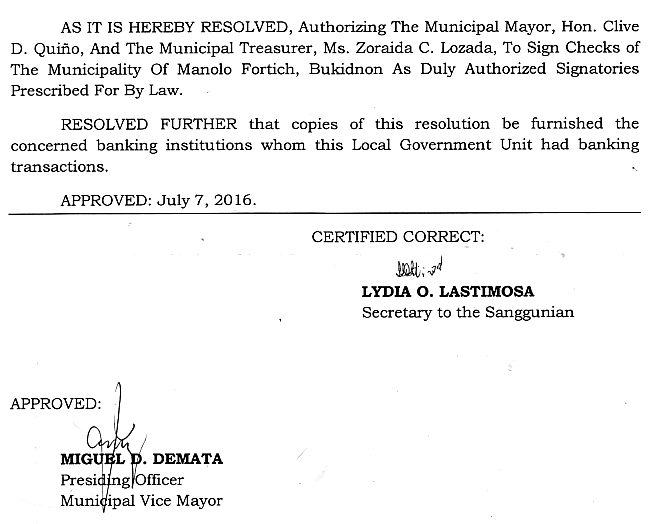 AS IT IS HEREBY RESOLVED, Authorizing The Municipal Mayor, Hon. Clive
D. Quiño, And The Municipal Treasurer, Ms. Zoraida C. Lozada, To Sign Checks of
The Municipality Of Manolo Fortich, Bukidnon As Duly Authorized Signatories
Prescribed For By Law.
RESOLVED FURTHER that copies of this resolution be furnished the
concerned banking institutions whom this Local Government Unit had banking
transactions.
APPROVED: July 7, 2016.
CERTIFIED CORRECT:
LYDIA O. LASTIMOSA
Secretary to the Sanggunian
APPROVED:
MIGUEL D. DEMATA
Presiding Officer
Municipal Vice Mayor